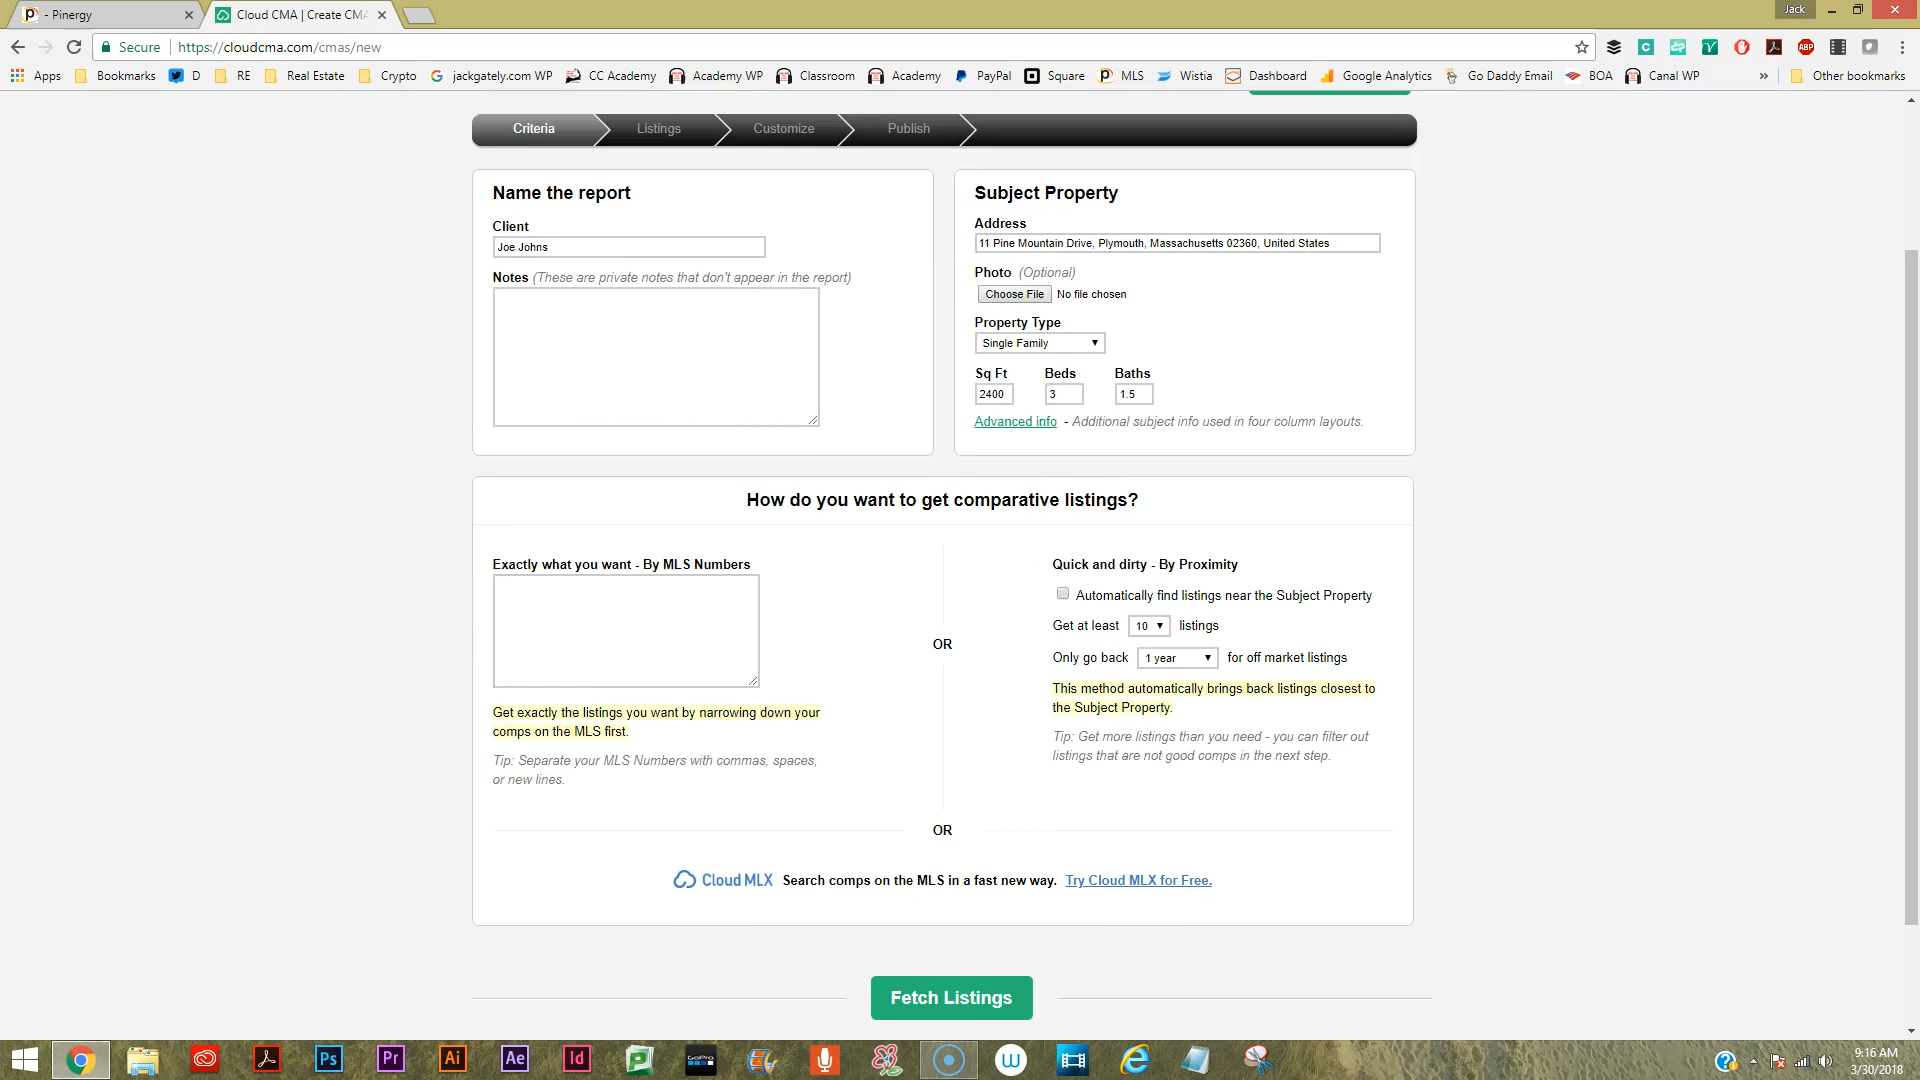 - Pinergy
Cloud CMA | Create CMA
Jack
Secure
https://cloudcma.com/cmas/new
Apps
Bookmarks
D
RE
Real Estate
Crypto
jackgately.com WP
CC Academy
Academy WP
Classroom
Academy
PayPal
Square
MLS
Wistia
Dashboard
Google Analytics
Go Daddy Email
BOA
Canal WP
»
Other bookmarks
Criteria
Listings
Customize
Publish
Name the report
Client
Joe Johns
Notes (These are private notes that don't appear in the report)
Subject Property
Address
11 Pine Mountain Drive, Plymouth, Massachusetts 02360, United States
Photo (Optional)
Choose File No file chosen
Property Type
Single Family
Sq Ft Beds Baths
2400 3 1.5
Advanced info - Additional subject info used in four column layouts.
How do you want to get comparative listings?
Exactly what you want - By MLS Numbers
Get exactly the listings you want by narrowing down your
comps on the MLS first.
Tip: Separate your MLS Numbers with commas, spaces,
or new lines.
OR
Quick and dirty - By Proximity
Automatically find listings near the Subject Property
Get at least 10 listings
Only go back 1 year for off market listings
This method automatically brings back listings closest to
the Subject Property.
Tip: Get more listings than you need - you can filter out
listings that are not good comps in the next step.
OR
Cloud MLX Search comps on the MLS in a fast new way. Try Cloud MLX for Free.
Fetch Listings
Ps
Pr
Ai
Ae
Id
GoPro
W
9:16 AM
3/30/2018